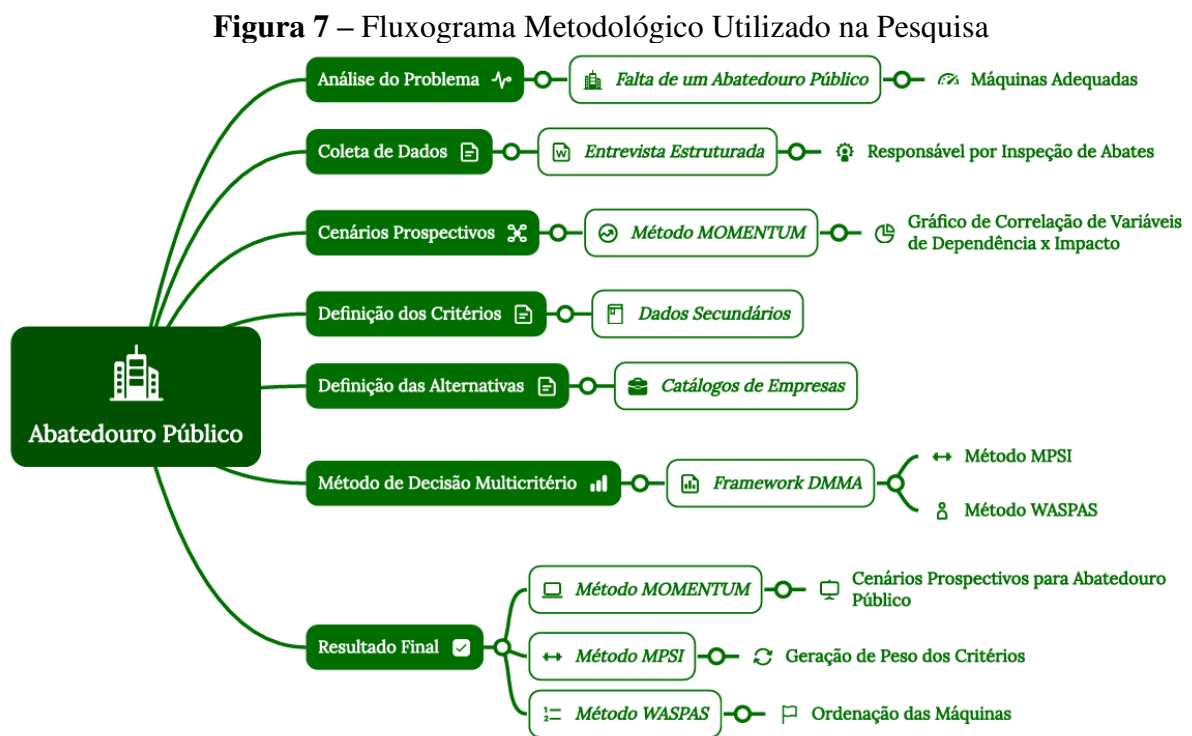 Figura 7 – Fluxograma Metodológico Utilizado na Pesquisa
Análise do Problema
Falta de um Abatedouro Público
Máquinas Adequadas
Coleta de Dados
Entrevista Estruturada
Responsável por Inspeção de Abates
Cenários Prospectivos
Método MOMENTUM
Gráfico de Correlação de Variáveis
de Dependência x Impacto
Definição dos Critérios
Dados Secundários
Abatedouro Público
Definição das Alternativas
Catálogos de Empresas
Método de Decisão Multicritério
Framework DMMA
Método MPSI
Método WASPAS
Resultado Final
Método MOMENTUM
Cenários Prospectivos para Abatedouro
Público
Método MPSI
Geração de Peso dos Critérios
Método WASPAS
Ordenação das Máquinas